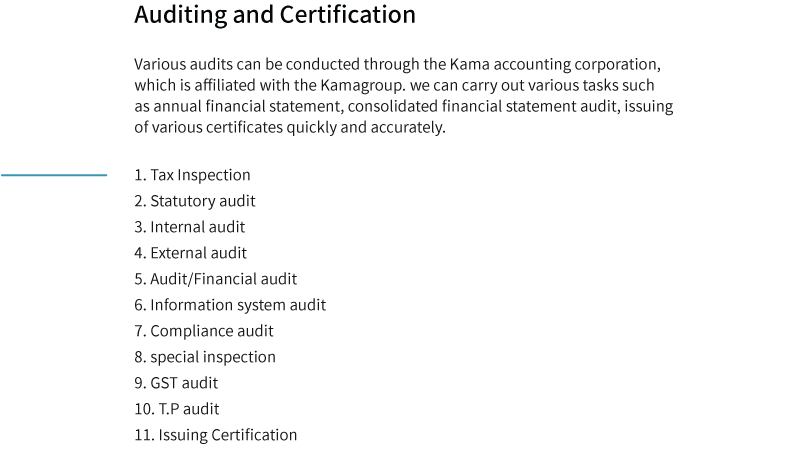 Auditing and Certification
Various audits can be conducted through the Kama accounting corporation,
which is affiliated with the Kamagroup. we can carry out various tasks such
as annual financial statement, consolidated financial statement audit, issuing
of various certificates quickly and accurately.
1. Tax Inspection
2. Statutory audit
3. Internal audit
4. External audit
5. Audit/Financial audit
6. Information system audit
7. Compliance audit
8. special inspection
9. GST audit
10. T.P audit
11. Issuing Certification